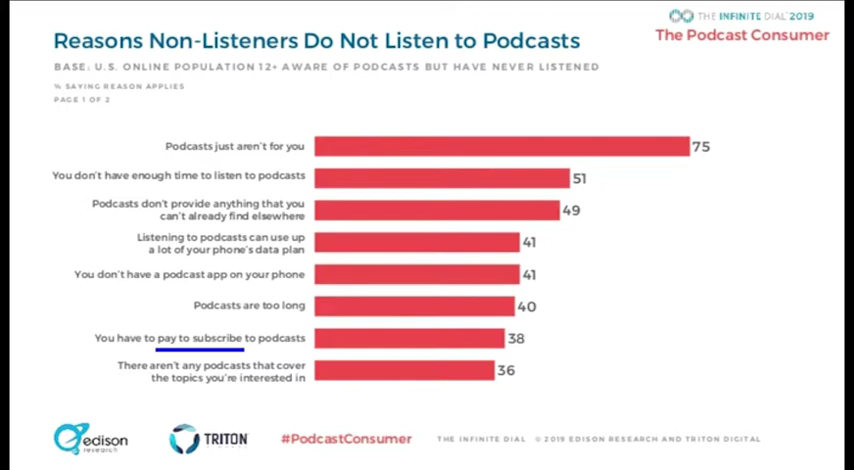 THE INFINITE DIAL 2019
The Podcast Consumer
Reasons Non-Listeners Do Not Listen to Podcasts
BASE: U.S. ONLINE POPULATION 12+ AWARE OF PODCASTS BUT HAVE NEVER LISTENED
% SAYING REASON APPLIES
PAGE 1 OF 2
Podcasts just aren't for you 75
You don't have enough time to listen to podcasts 51
Podcasts don't provide anything that you
can't already find elsewhere 49
Listening to podcasts can use up
a lot of your phone's data plan 41
You don't have a podcast app on your phone 41
Podcasts are too long 40
You have to pay to subscribe to podcasts 38
There aren't any podcasts that cover
the topics you're interested in 36
edison
research
TRITON
#PodcastConsumer
THE INFINITE DIAL © 2019 EDISON RESEARCH AND TRITON DIGITAL